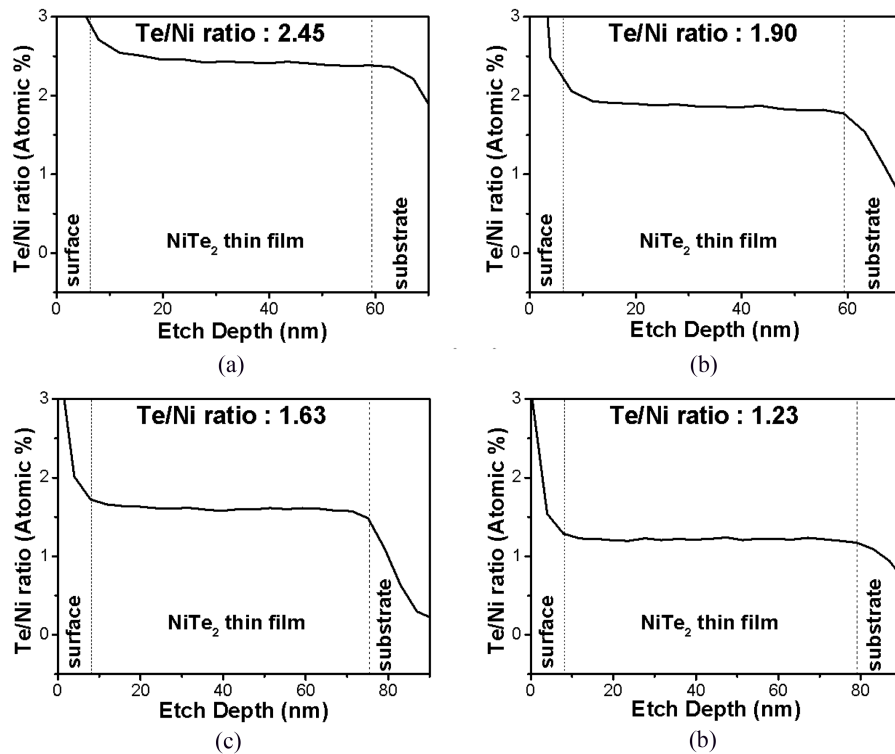 Te/Ni ratio : 2.45
Te/Ni ratio (Atomic %)
3
2
1
0
surface
NiTe2 thin film
substrate
0 20 40 60
Etch Depth (nm)
(a)
Te/Ni ratio : 1.90
Te/Ni ratio (Atomic %)
3
2
1
0
surface
NiTe2 thin film
substrate
0 20 40 60
Etch Depth (nm)
(b)
Te/Ni ratio : 1.63
Te/Ni ratio (Atomic %)
3
2
1
0
surface
NiTe2 thin film
substrate
0 20 40 60 80
Etch Depth (nm)
(c)
Te/Ni ratio : 1.23
Te/Ni ratio (Atomic %)
3
2
1
0
surface
NiTe2 thin film
substrate
0 20 40 60 80
Etch Depth (nm)
(b)